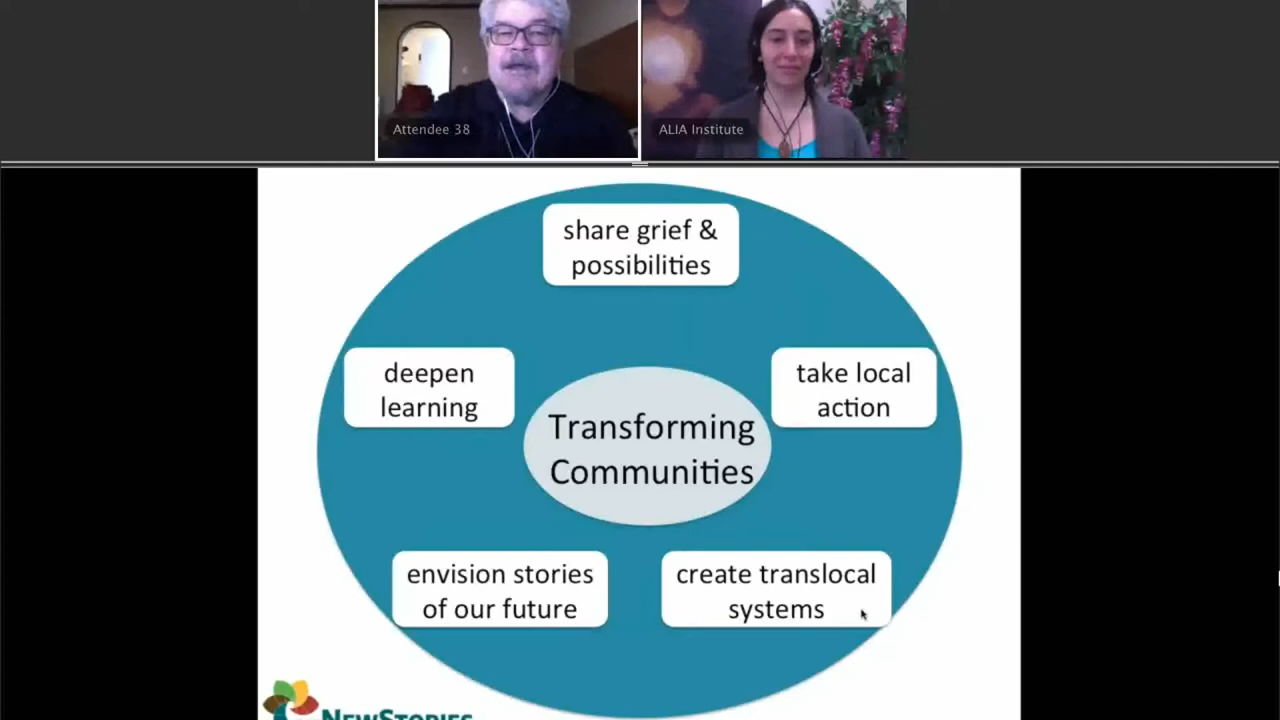 Attendee 38
ALIA Institute
share grief &
possibilities
deepen
learning
take local
action
Transforming
Communities
envision stories
of our future
create translocal
systems
NEWSTORIES